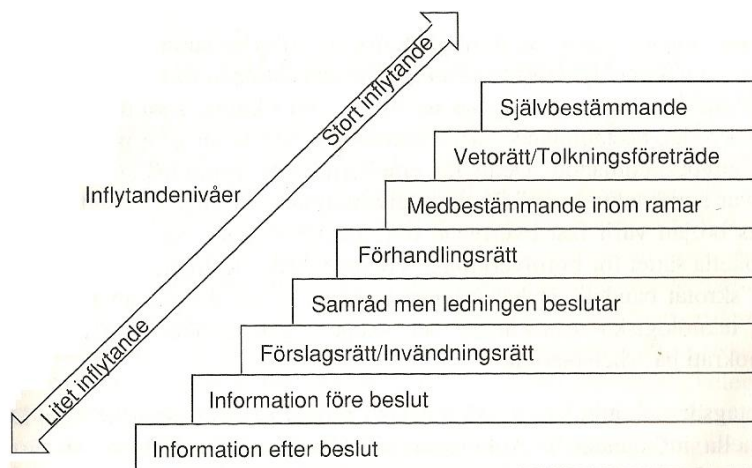 Stort inflytande
Självbestämmande
Vetorätt/Tolkningsföreträde
Inflytandenivåer
Medbestämmande inom ramar
Förhandlingsrätt
Samråd men ledningen beslutar
Litet inflytande
Förslagsrätt/Invändningsrätt
Information före beslut
Information efter beslut